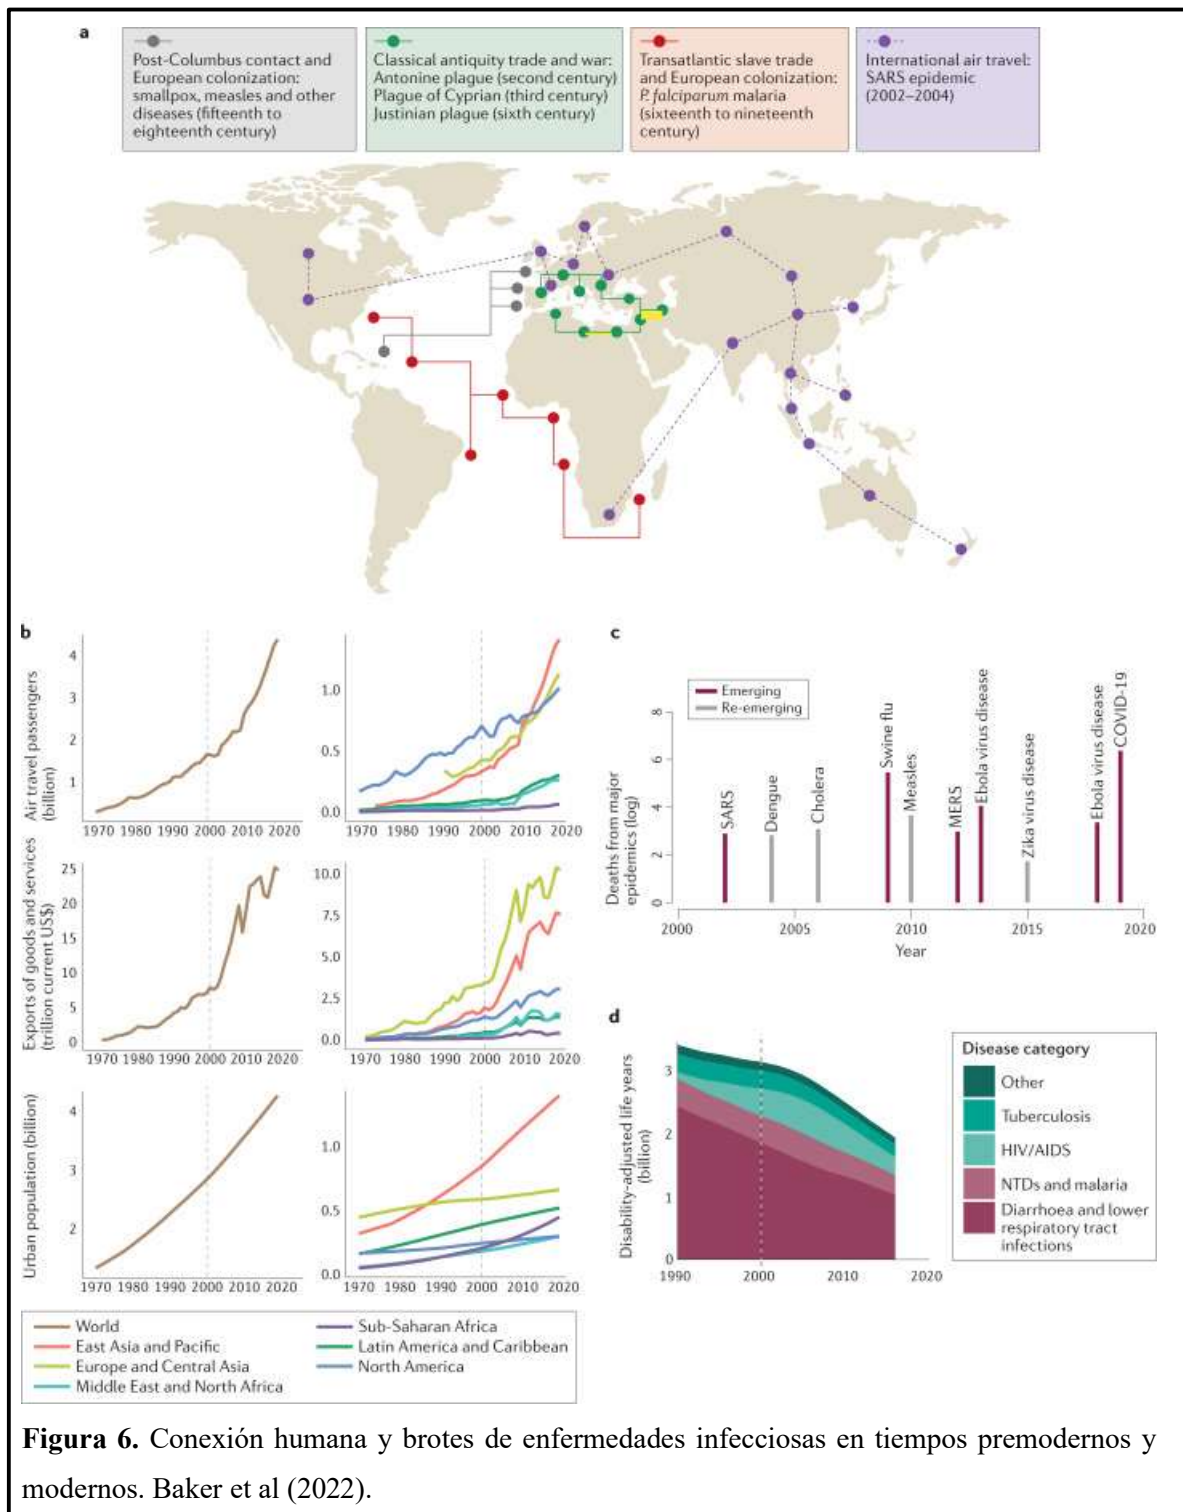 a
Post-Columbus contact and
European colonization:
smallpox, measles and other
diseases (fifteenth to
eighteenth century)
Classical antiquity trade and war:
Antonine plague (second century)
Plague of Cyprian (third century)
Justinian plague (sixth century)
Transatlantic slave trade
and European colonization:
P. falciparum malaria
(sixteenth to nineteenth
century)
International air travel:
SARS epidemic
(2002–2004)
b
Air travel passengers
(billion)
4
3
2
1
1970 1980 1990 2000 2010 2020
1.0
0.5
0.0
1970 1980 1990 2000 2010 2020
Exports of goods and services
(trillion current US$)
25
20
15
10
5
0
1970 1980 1990 2000 2010 2020
10.0
7.5
5.0
2.5
0.0
1970 1980 1990 2000 2010 2020
Urban population (billion)
4
3
2
1970 1980 1990 2000 2010 2020
1.0
0.5
0.0
1970 1980 1990 2000 2010 2020
World
East Asia and Pacific
Europe and Central Asia
Middle East and North Africa
Sub-Saharan Africa
Latin America and Caribbean
North America
c
Emerging
Re-emerging
Deaths from major
epidemics (log)
8
6
4
2
0
SARS
Dengue
Cholera
Swine flu
Measles
MERS
Ebola virus disease
Zika virus disease
Ebola virus disease
COVID-19
2000 2005 2010 2015 2020
Year
d
Disability-adjusted life years
(billion)
3
2
1
0
1990 2000 2010 2020
Disease category
Other
Tuberculosis
HIV/AIDS
NTDs and malaria
Diarrhoea and lower
respiratory tract
infections
Figura 6. Conexión humana y brotes de enfermedades infecciosas en tiempos premodernos y
modernos. Baker et al (2022).